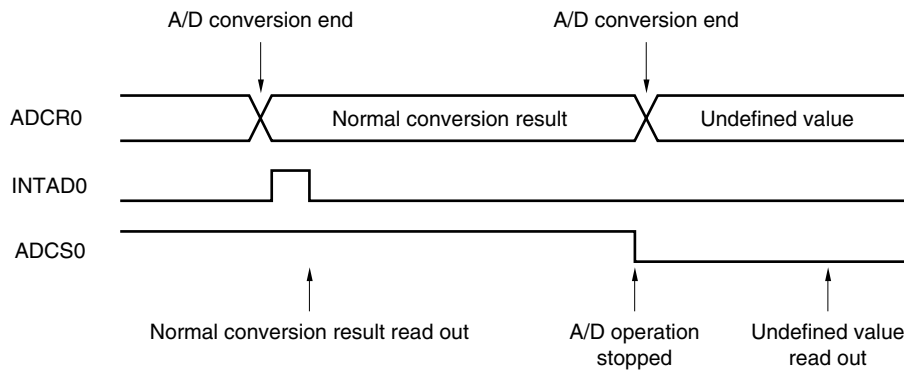 A/D conversion end
A/D conversion end
ADCR0
Normal conversion result
Undefined value
INTAD0
ADCS0
Normal conversion result read out
A/D operation
stopped
Undefined value
read out